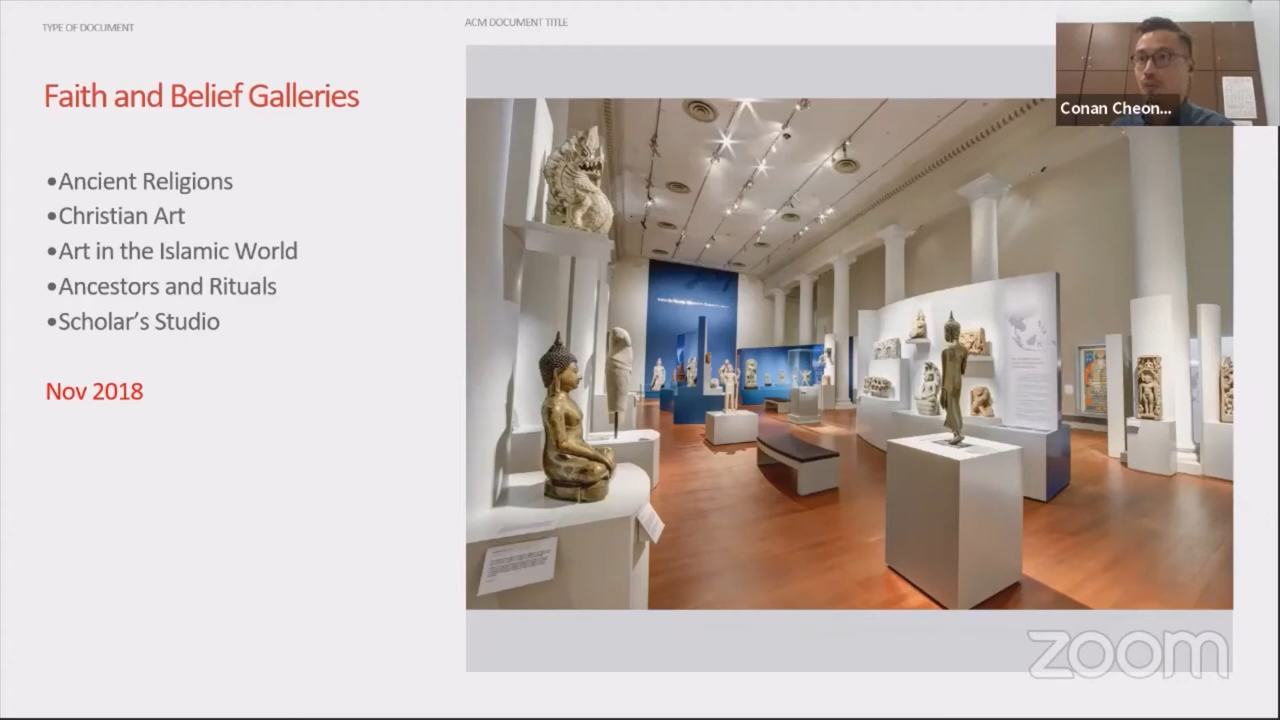 TYPE OF DOCUMENT
ACM DOCUMENT TITLE
Conan Cheon...
Faith and Belief Galleries
•Ancient Religions
•Christian Art
•Art in the Islamic World
•Ancestors and Rituals
•Scholar's Studio
Nov 2018
zoom